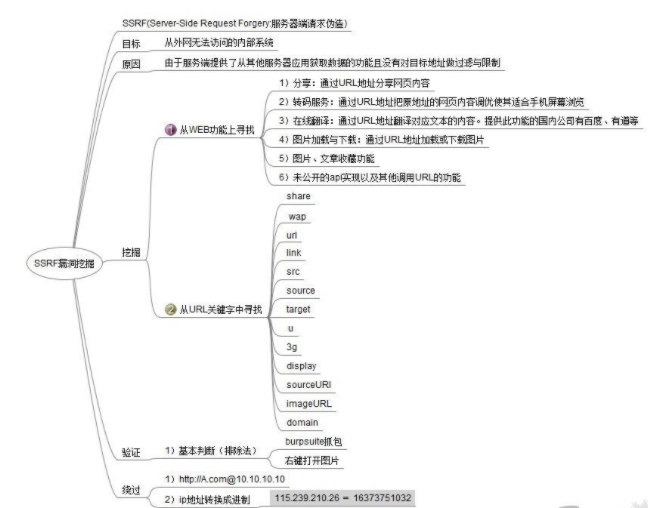 SSRF(Server-Side Request Forgery:服务器端请求伪造)
目标
从外网无法访问的内部系统
原因
由于服务端提供了从其他服务器应用获取数据的功能且没有对目标地址做过滤与限制
SSRF漏洞挖掘
挖掘
1 从WEB功能上寻找
1）分享：通过URL地址分享网页内容
2）转码服务：通过URL地址把原地址的网页内容调优使其适合手机屏幕浏览
3）在线翻译：通过URL地址翻译对应文本的内容。提供此功能的国内公司有百度、有道等
4）图片加载与下载：通过URL地址加载或下载图片
5）图片、文章收藏功能
6）未公开的api实现以及其他调用URL的功能
2 从URL关键字中寻找
share
wap
url
link
src
source
target
u
3g
display
sourceURI
imageURL
domain
验证
1）基本判断（排除法）
burpsuite抓包
右键打开图片
绕过
1）http://A.com@10.10.10.10
2）ip地址转换成进制
115.239.210.26 = 16373751032